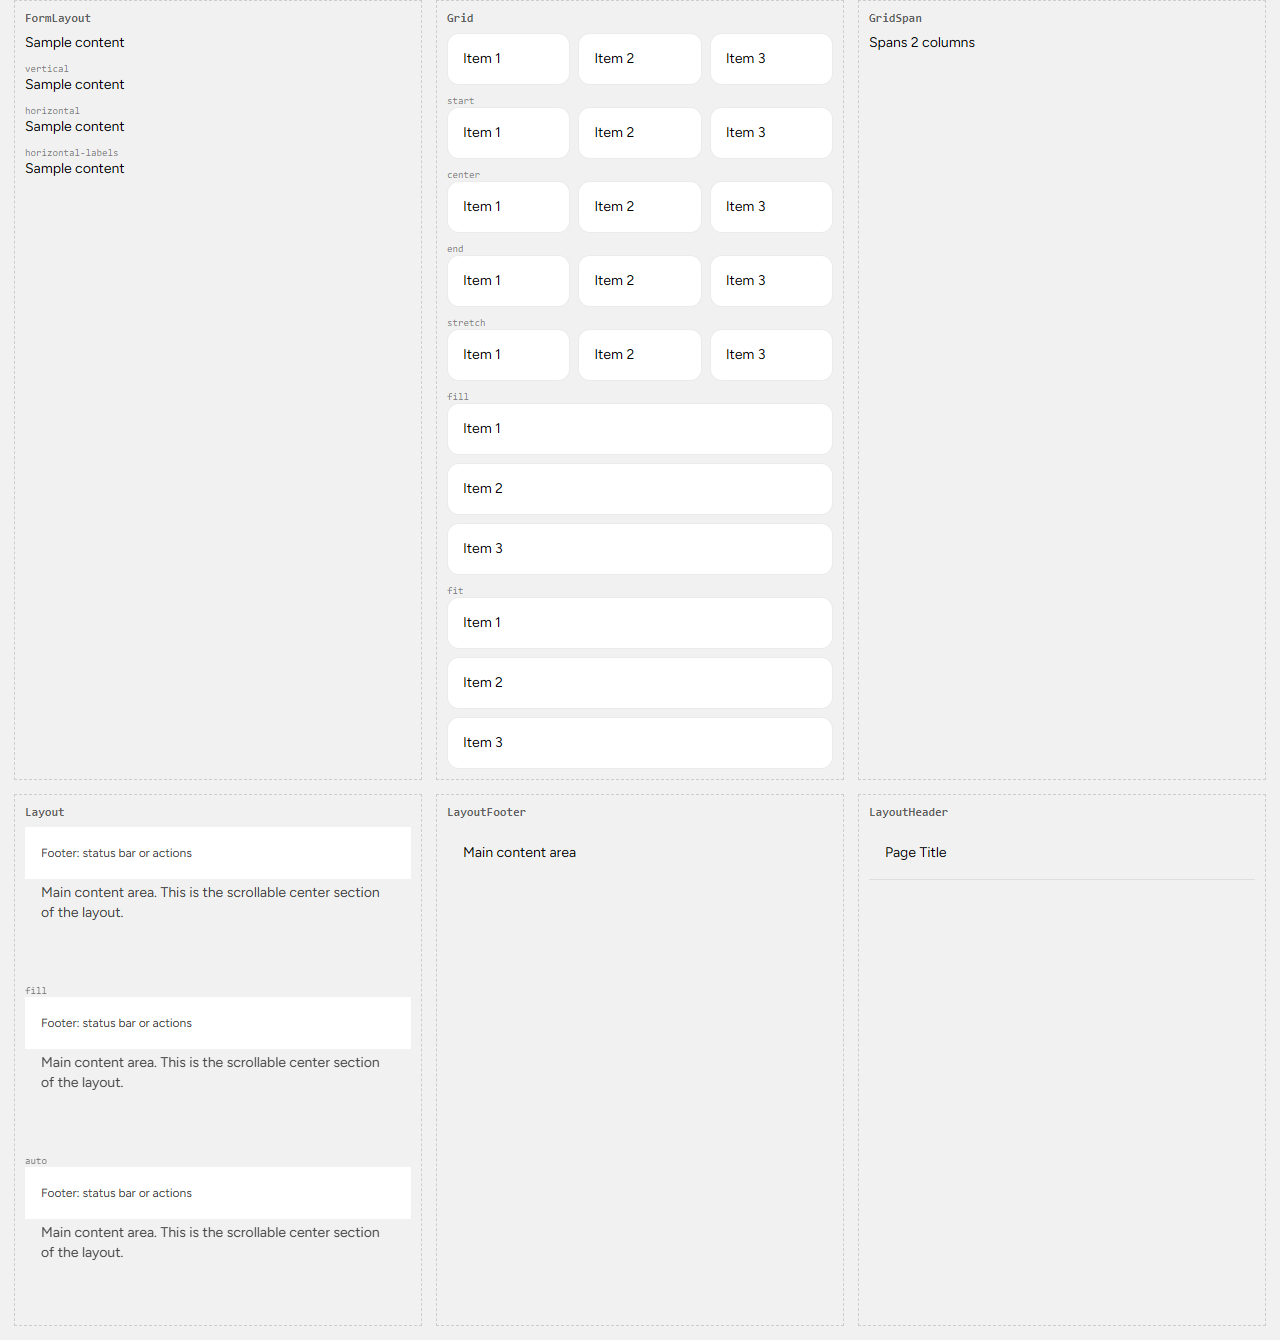 FormLayout
Sample content
vertical
Sample content
horizontal
Sample content
horizontal-labels
Sample content
Grid
Item 1 Item 2 Item 3
start
Item 1 Item 2 Item 3
center
Item 1 Item 2 Item 3
end
Item 1 Item 2 Item 3
stretch
Item 1 Item 2 Item 3
fill
Item 1
Item 2
Item 3
fit
Item 1
Item 2
Item 3
GridSpan
Spans 2 columns
Layout
Footer: status bar or actions
Main content area. This is the scrollable center section
of the layout.
fill
Footer: status bar or actions
Main content area. This is the scrollable center section
of the layout.
auto
Footer: status bar or actions
Main content area. This is the scrollable center section
of the layout.
LayoutFooter
Main content area
LayoutHeader
Page Title